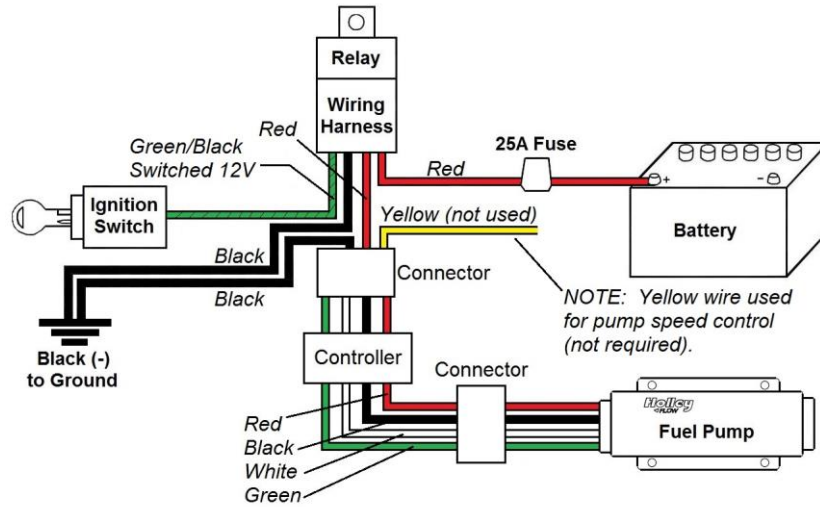 Relay
Wiring
Harness
Red
Green/Black
Switched 12V
25A Fuse
Red
+
-
Ignition
Switch
Yellow (not used)
Battery
Black
Black
Connector
NOTE: Yellow wire used
for pump speed control
(not required).
Black (-)
to Ground
Controller
Connector
Red
Black
White
Green
Holley
FLOW
Fuel Pump